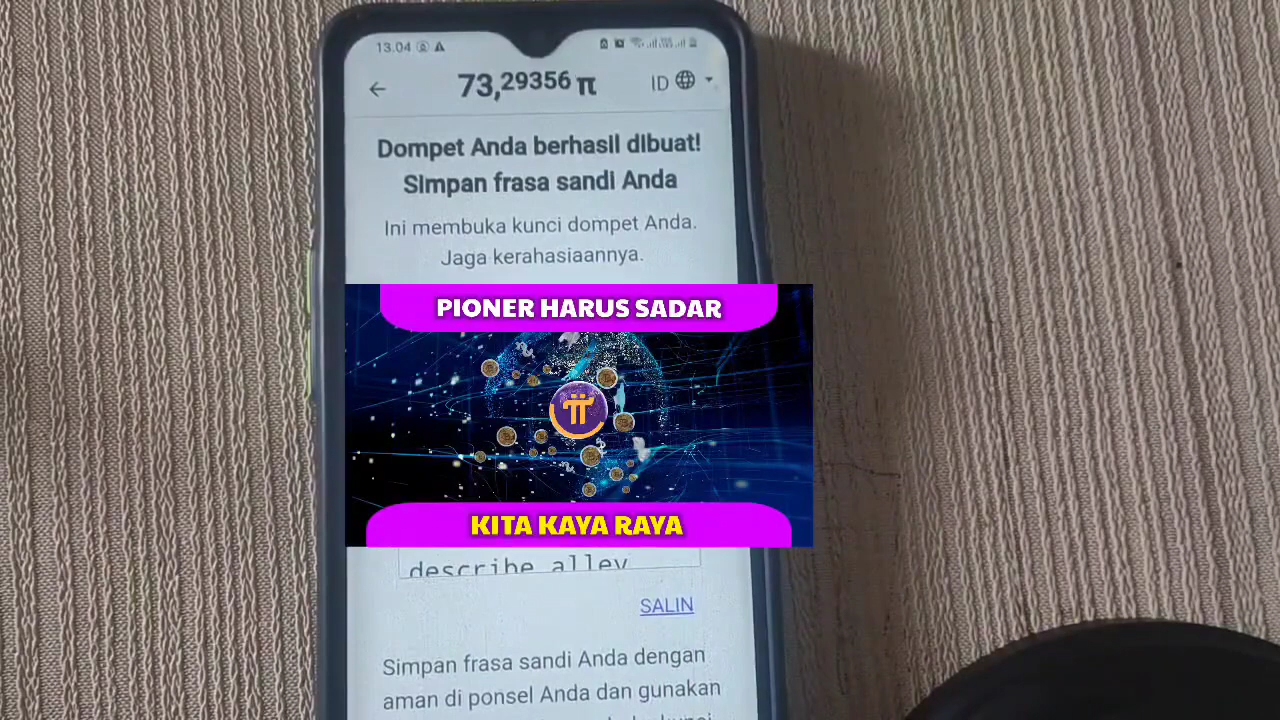 13.04
73,29356 π
ID
Dompet Anda berhasil dibuat!
Simpan frasa sandi Anda
Ini membuka kunci dompet Anda.
Jaga kerahasiaannya.
PIONER HARUS SADAR
KITA KAYA RAYA
describe alley
SALIN
Simpan frasa sandi Anda dengan
aman di ponsel Anda dan gunakan